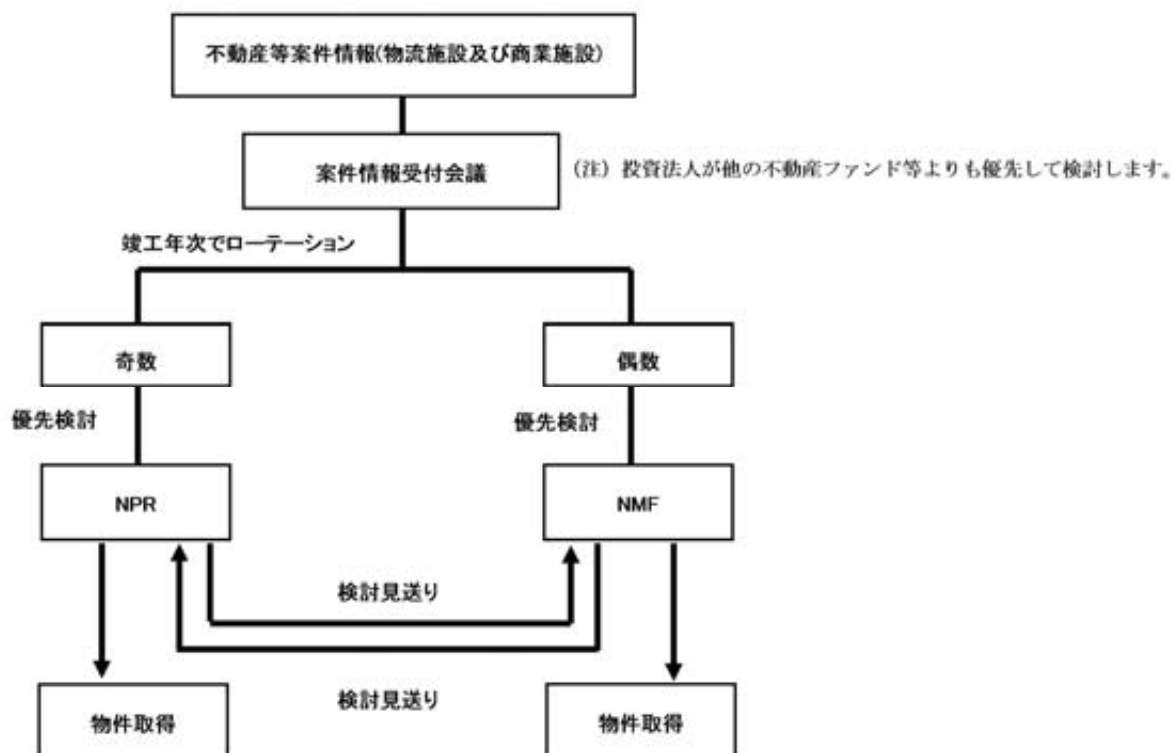 不動産等案件情報(物流施設及び商業施設)
案件情報受付会議
(注) 投資法人が他の不動産ファンド等よりも優先して検討します。
竣工年次でローテーション
奇数
偶数
優先検討
優先検討
NPR
NMF
検討見送り
検討見送り
物件取得
物件取得